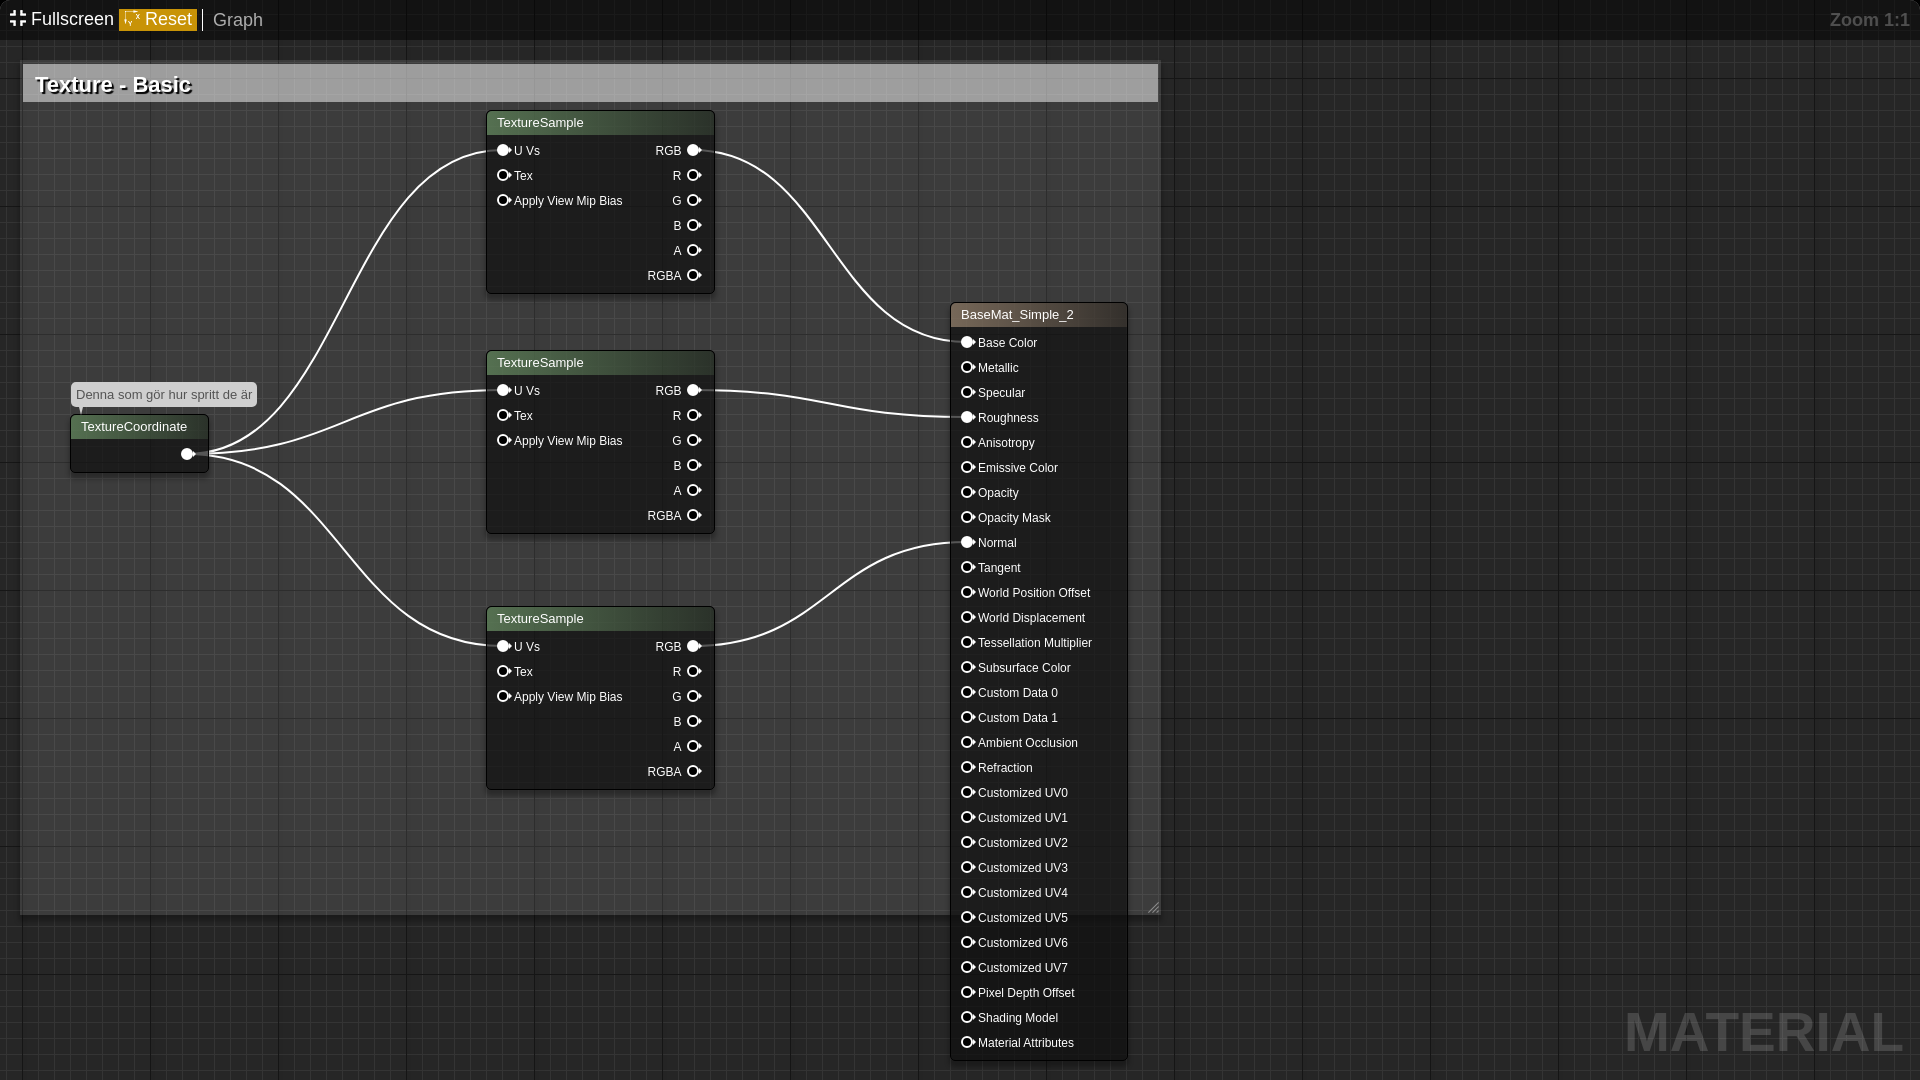 Fullscreen Reset Graph Zoom 1:1
Texture - Basic
TextureSample
U Vs RGB
Tex R
Apply View Mip Bias G
B
A
RGBA
TextureSample
U Vs RGB
Tex R
Apply View Mip Bias G
B
A
RGBA
Denna som gör hur spritt de är
TextureCoordinate
TextureSample
U Vs RGB
Tex R
Apply View Mip Bias G
B
A
RGBA
BaseMat_Simple_2
Base Color
Metallic
Specular
Roughness
Anisotropy
Emissive Color
Opacity
Opacity Mask
Normal
Tangent
World Position Offset
World Displacement
Tessellation Multiplier
Subsurface Color
Custom Data 0
Custom Data 1
Ambient Occlusion
Refraction
Customized UV0
Customized UV1
Customized UV2
Customized UV3
Customized UV4
Customized UV5
Customized UV6
Customized UV7
Pixel Depth Offset
Shading Model
Material Attributes
MATERIAL